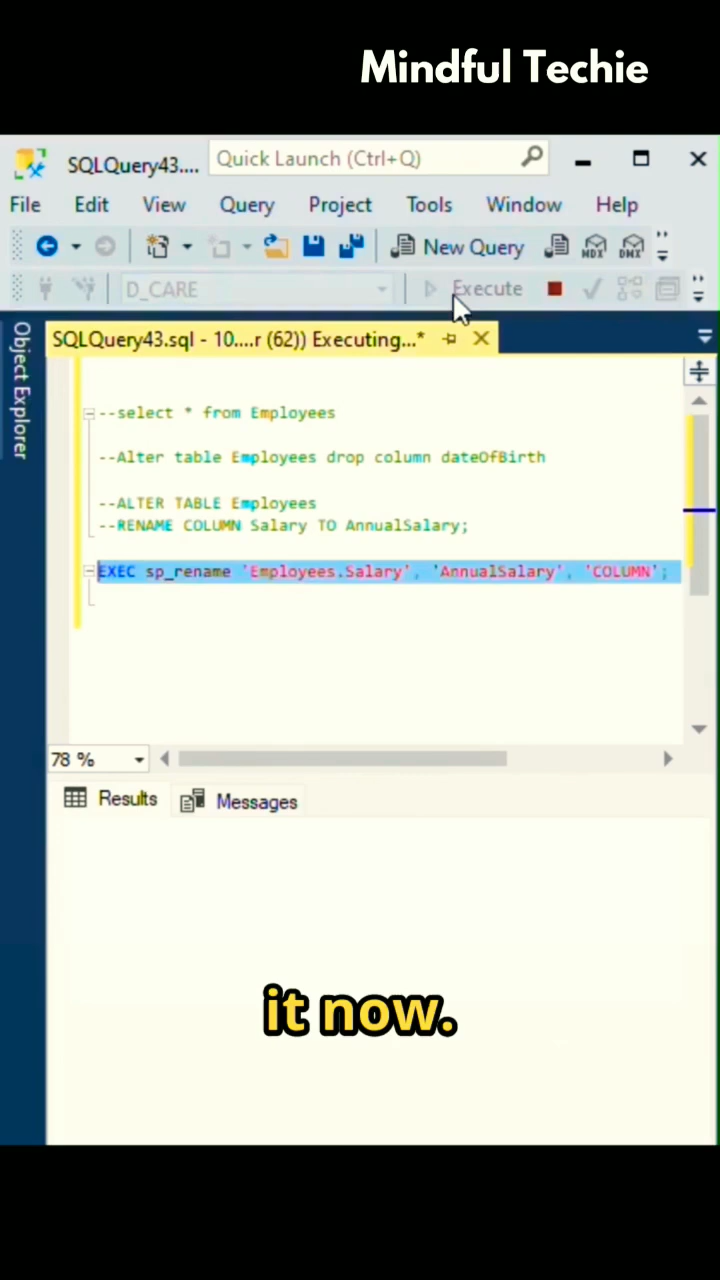 Mindful Techie
SQLQuery43....
Quick Launch (Ctrl+Q)
File Edit View Query Project Tools Window Help
New Query
MDX
DMX
D_CARE
Execute
Object Explorer
SQLQuery43.sql - 10....r (62)) Executing...*
--select * from Employees
--Alter table Employees drop column dateOfBirth
--ALTER TABLE Employees
--RENAME COLUMN Salary TO AnnualSalary;
EXEC sp_rename 'Employees.Salary', 'AnnualSalary', 'COLUMN';
78 %
Results Messages
it now.